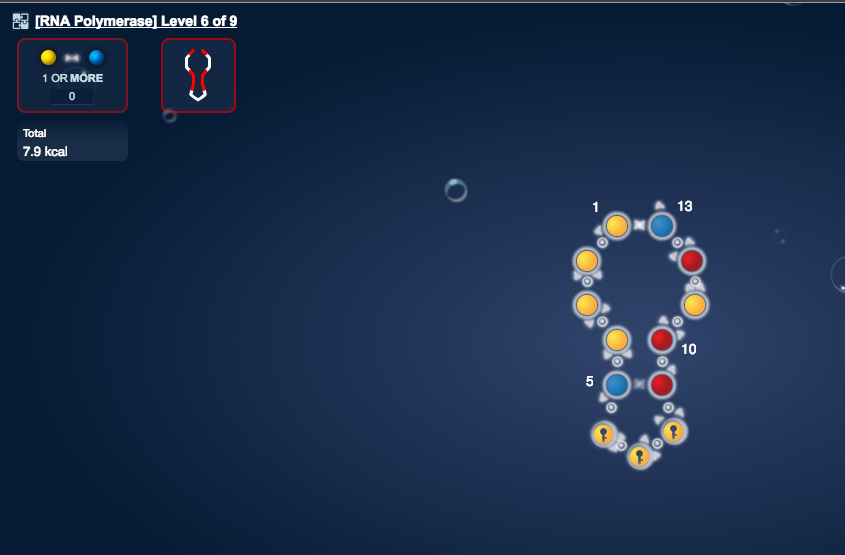 [RNA Polymerase] Level 6 of 9
1 OR MORE
0
Total
7.9 kcal
1
13
10
5